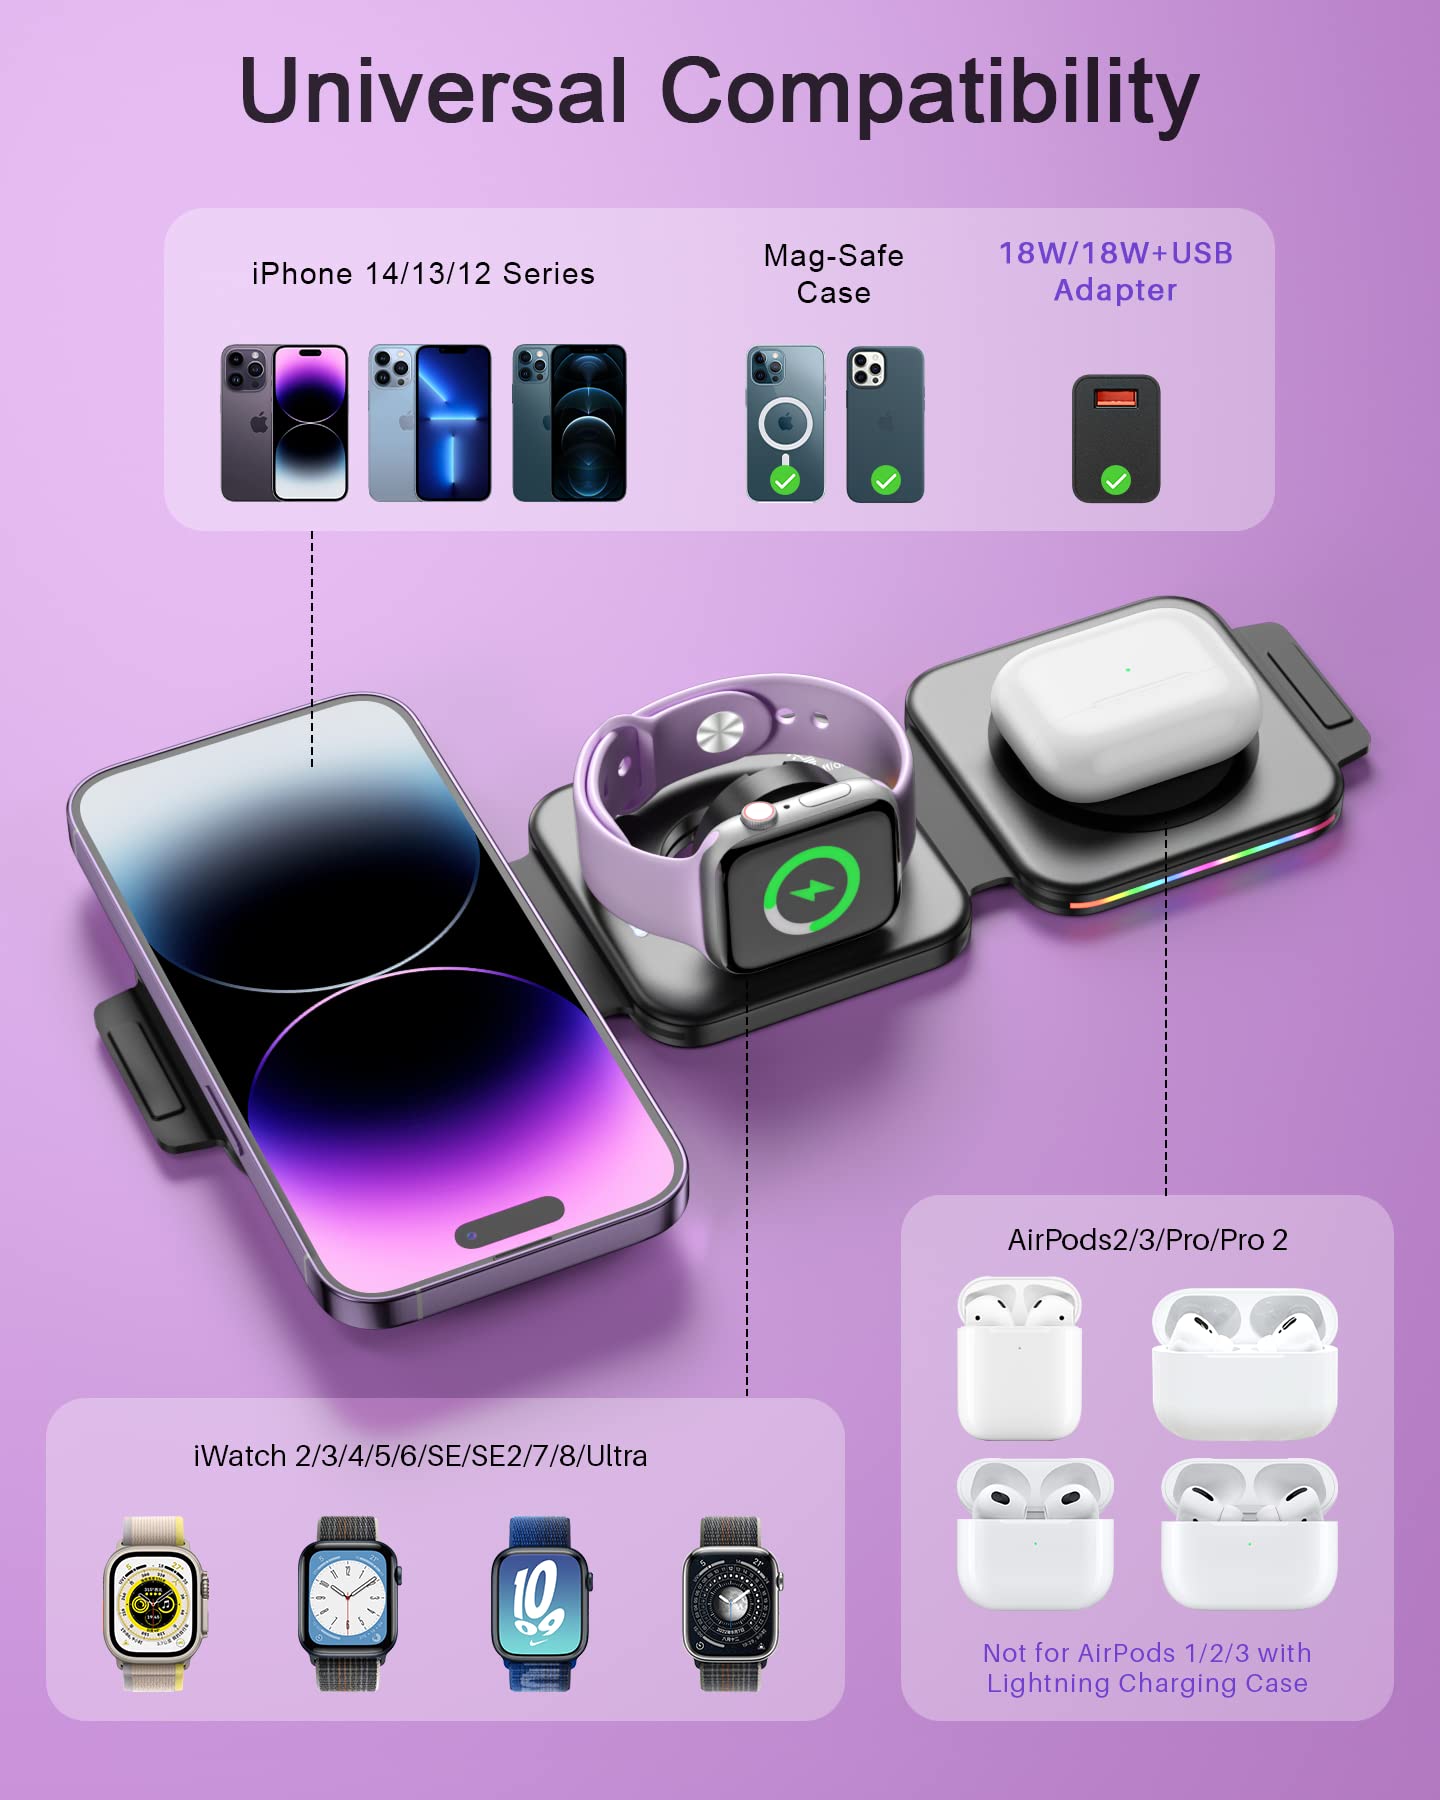 Universal Compatibility
iPhone 14/13/12 Series
Mag-Safe
Case
18W/18W+USB
Adapter
AirPods2/3/Pro/Pro 2
Not for AirPods 1/2/3 with
Lightning Charging Case
iWatch 2/3/4/5/6/SE/SE2/7/8/Ultra
10
09